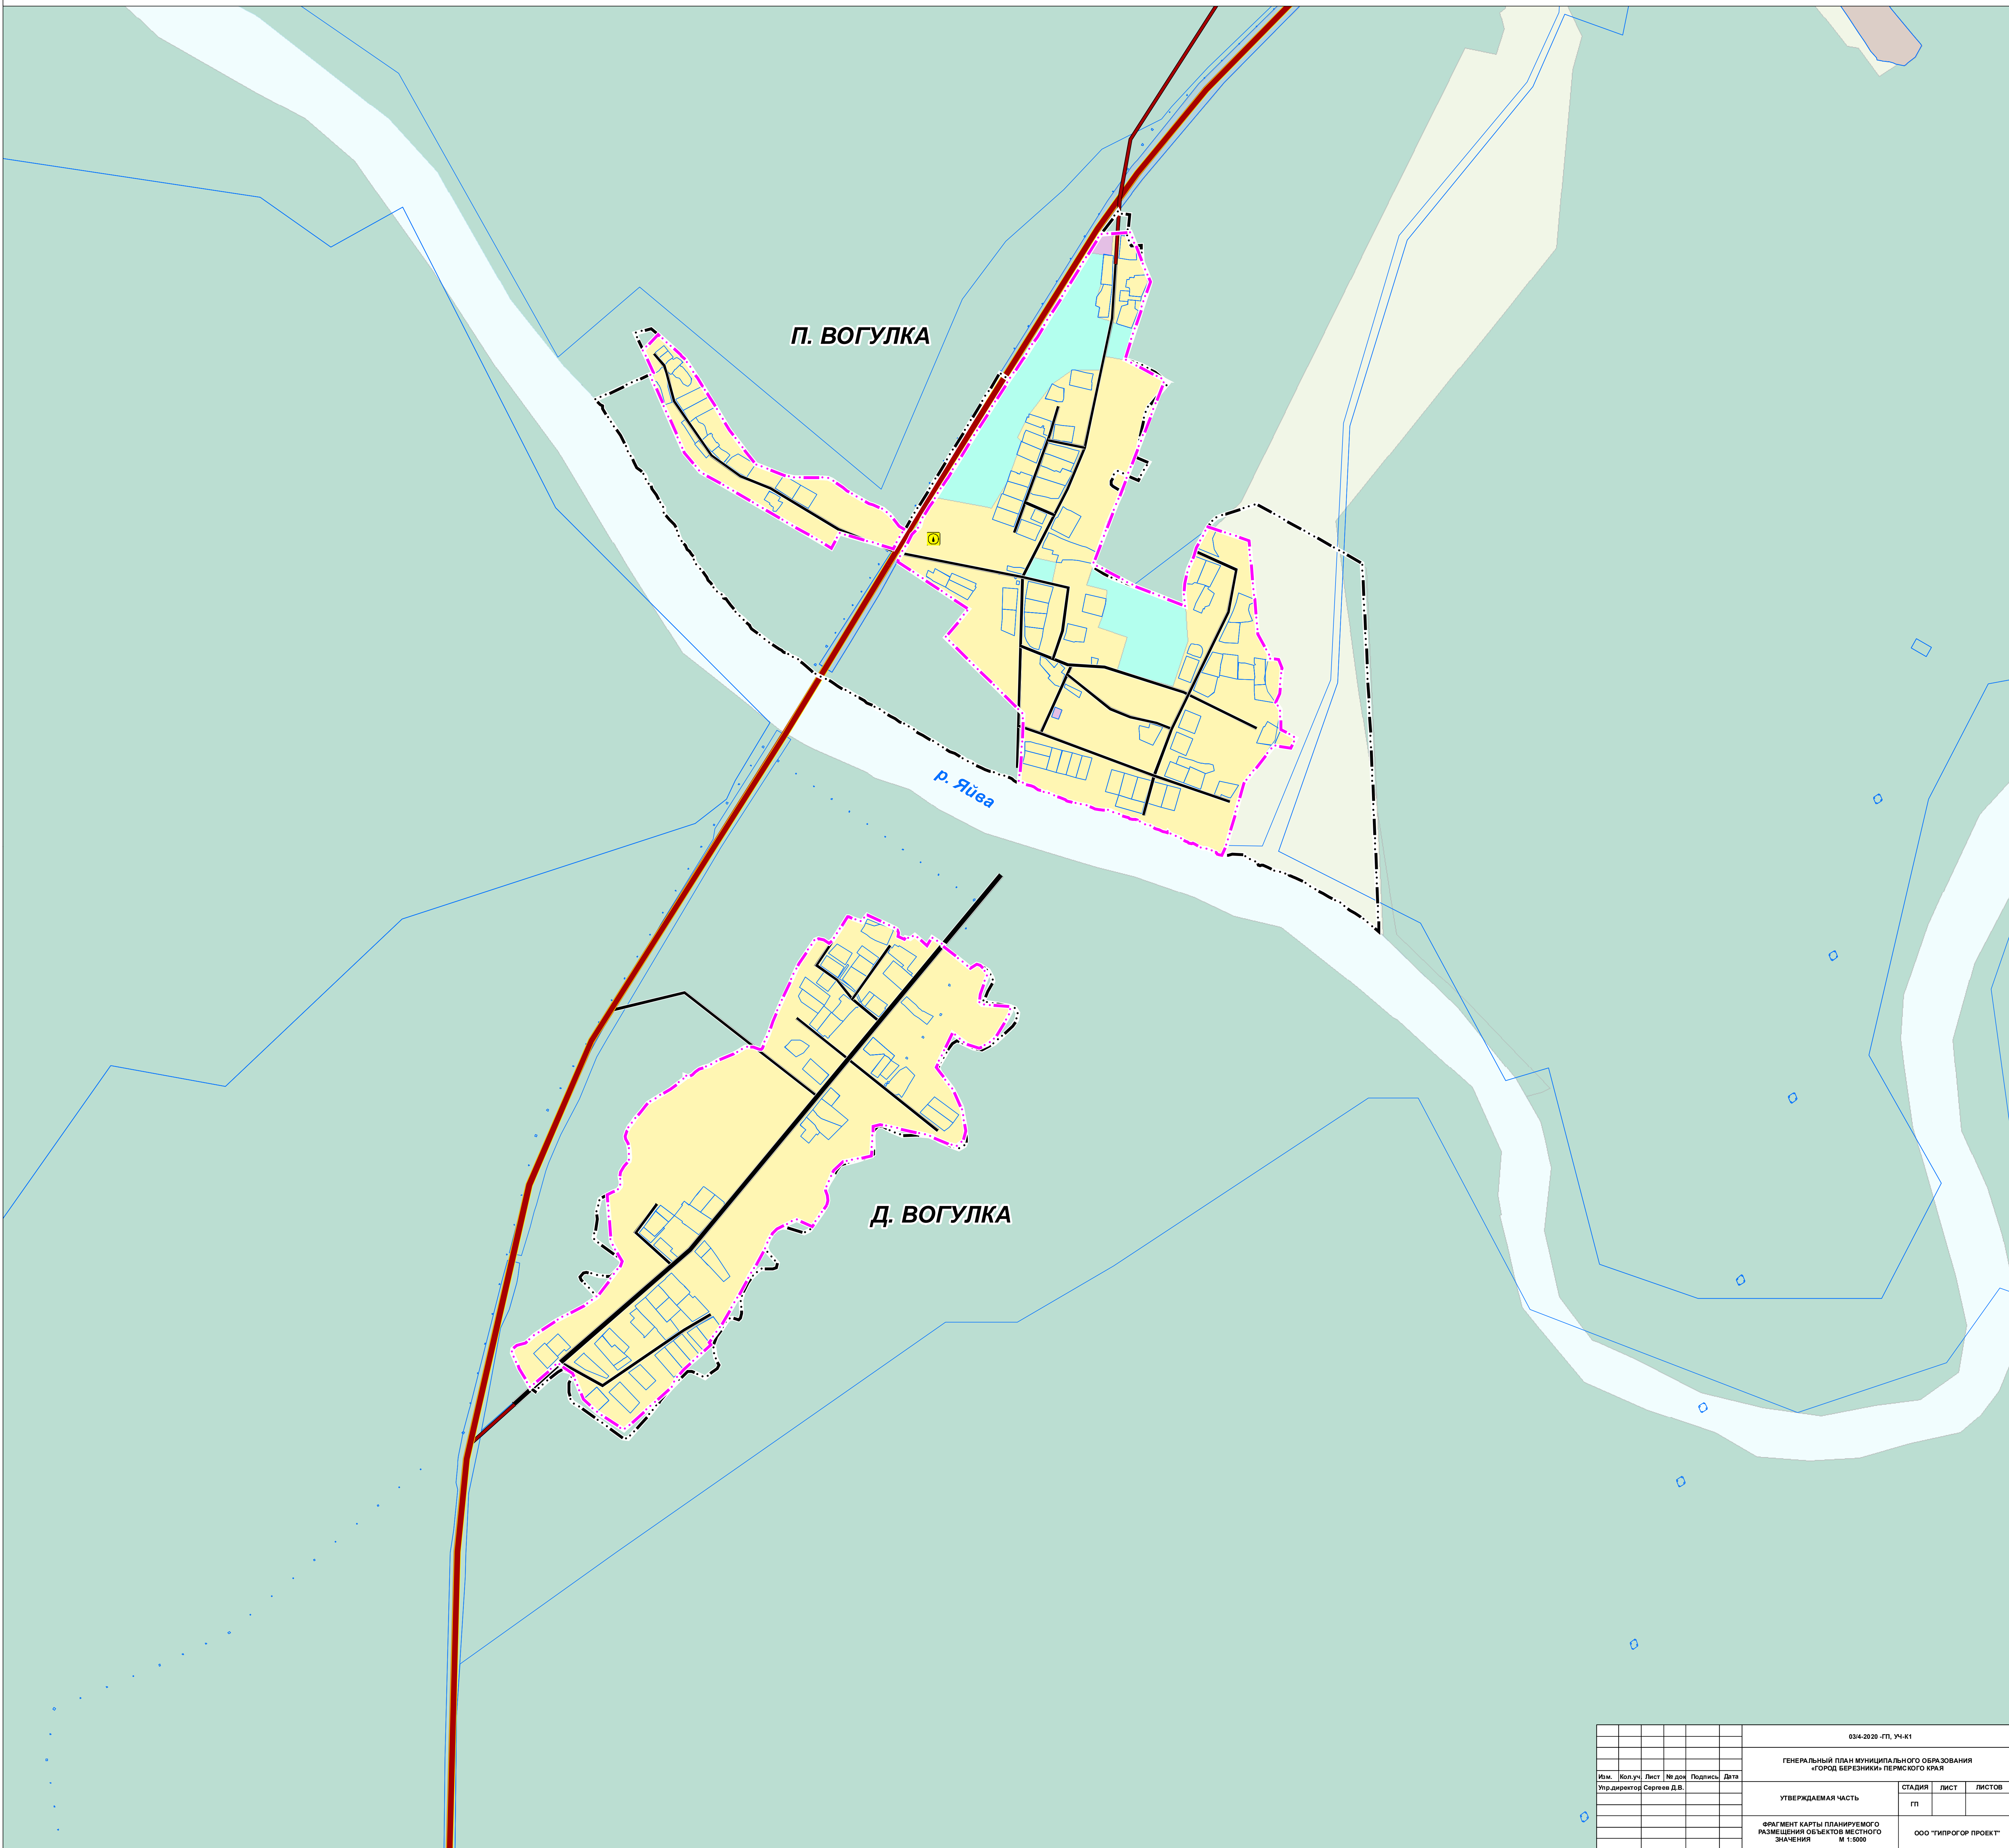 П. ВОГУЛКА
р. Яйва
Д. ВОГУЛКА
03/4-2020 -ГП, УЧ-К1
ГЕНЕРАЛЬНЫЙ ПЛАН МУНИЦИПАЛЬНОГО ОБРАЗОВАНИЯ
«ГОРОД БЕРЕЗНИКИ» ПЕРМСКОГО КРАЯ
Изм. Кол.уч Лист № док Подпись Дата
Упр.директор Сергеев Д.В.
УТВЕРЖДАЕМАЯ ЧАСТЬ
СТАДИЯ ЛИСТ ЛИСТОВ
ГП
ФРАГМЕНТ КАРТЫ ПЛАНИРУЕМОГО
РАЗМЕЩЕНИЯ ОБЪЕКТОВ МЕСТНОГО
ЗНАЧЕНИЯ М 1:5000
ООО "ГИПРОГОР ПРОЕКТ"